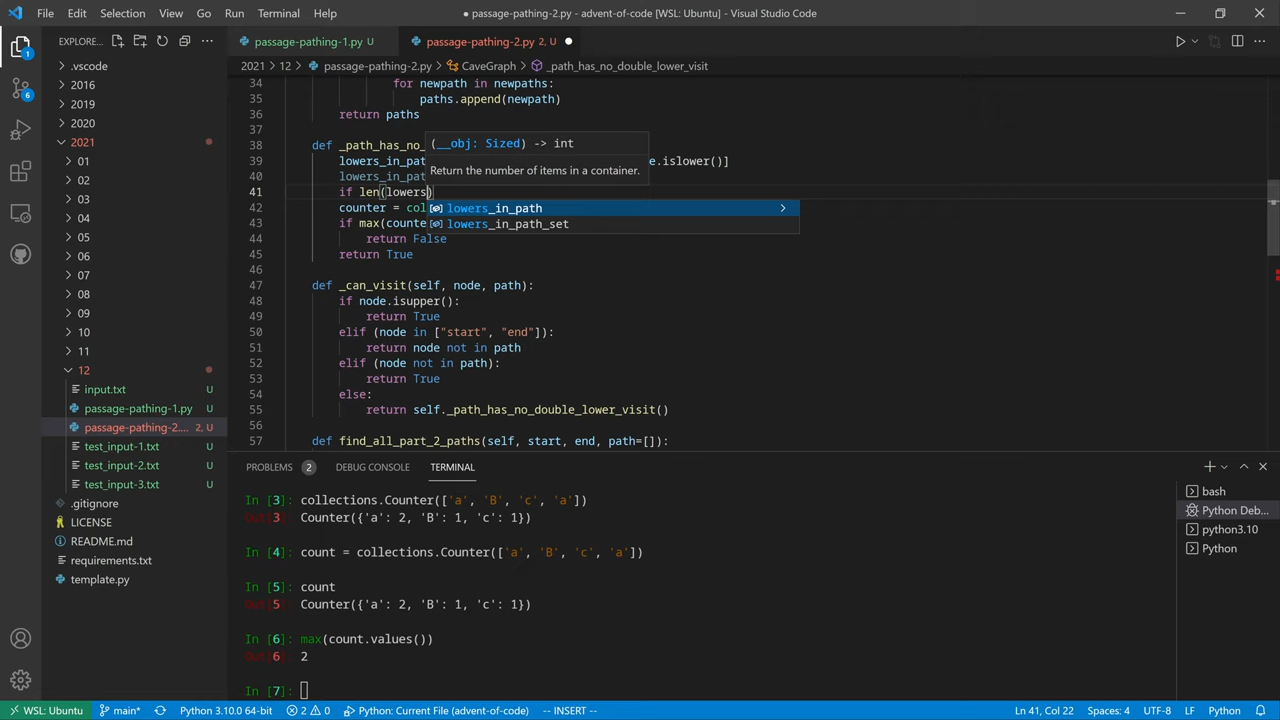 File Edit Selection View Go Run Terminal Help
● passage-pathing-2.py - advent-of-code [WSL: Ubuntu] - Visual Studio Code
EXPLORE...
passage-pathing-1.py U
passage-pathing-2.py 2, U ●
2021 > 12 > passage-pathing-2.py > CaveGraph > _path_has_no_double_lower_visit
.vscode
2016
2019
2020
2021
01
02
03
04
05
06
07
08
09
10
11
12
input.txt U
passage-pathing-1.py U
passage-pathing-2.... 2, U
test_input-1.txt U
test_input-2.txt U
test_input-3.txt U
.gitignore
LICENSE
README.md
requirements.txt
template.py
1
6
34 for newpath in newpaths:
35 paths.append(newpath)
36 return paths
37
38 def _path_has_no_
39 lowers_in_pat e.islower()]
40 lowers_in_pat
41 if len(lowers)
42 counter = col
43 if max(counte
44 return False
45 return True
46
47 def _can_visit(self, node, path):
48 if node.isupper():
49 return True
50 elif (node in ["start", "end"]):
51 return node not in path
52 elif (node not in path):
53 return True
54 else:
55 return self._path_has_no_double_lower_visit()
56
57 def find_all_part_2_paths(self, start, end, path=[]):
(__obj: Sized) -> int
Return the number of items in a container.
lowers_in_path
lowers_in_path_set
PROBLEMS 2 DEBUG CONSOLE TERMINAL
In [3]: collections.Counter(['a', 'B', 'c', 'a'])
Out[3]: Counter({'a': 2, 'B': 1, 'c': 1})
In [4]: count = collections.Counter(['a', 'B', 'c', 'a'])
In [5]: count
Out[5]: Counter({'a': 2, 'B': 1, 'c': 1})
In [6]: max(count.values())
Out[6]: 2
In [7]:
bash
Python Deb...
python3.10
Python
WSL: Ubuntu main* Python 3.10.0 64-bit 2 0 Python: Current File (advent-of-code) -- INSERT -- Ln 41, Col 22 Spaces: 4 UTF-8 LF Python